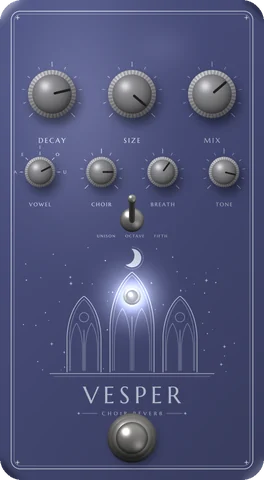 DECAY SIZE MIX
A O U
VOWEL CHOIR BREATH TONE
UNISON OCTAVE FIFTH
VESPER
CHOIR REVERB